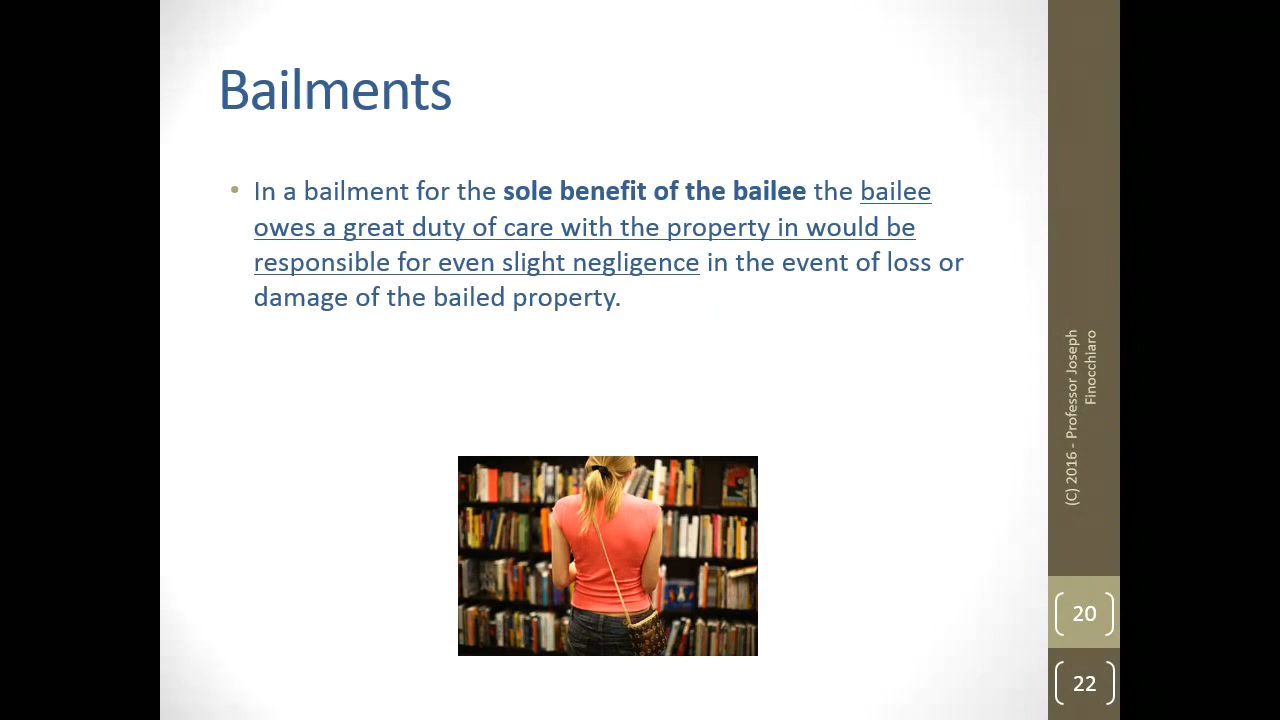 Bailments
• In a bailment for the sole benefit of the bailee the bailee
owes a great duty of care with the property in would be
responsible for even slight negligence in the event of loss or
damage of the bailed property.
(C) 2016 - Professor Joseph
Finocchiaro
20
22